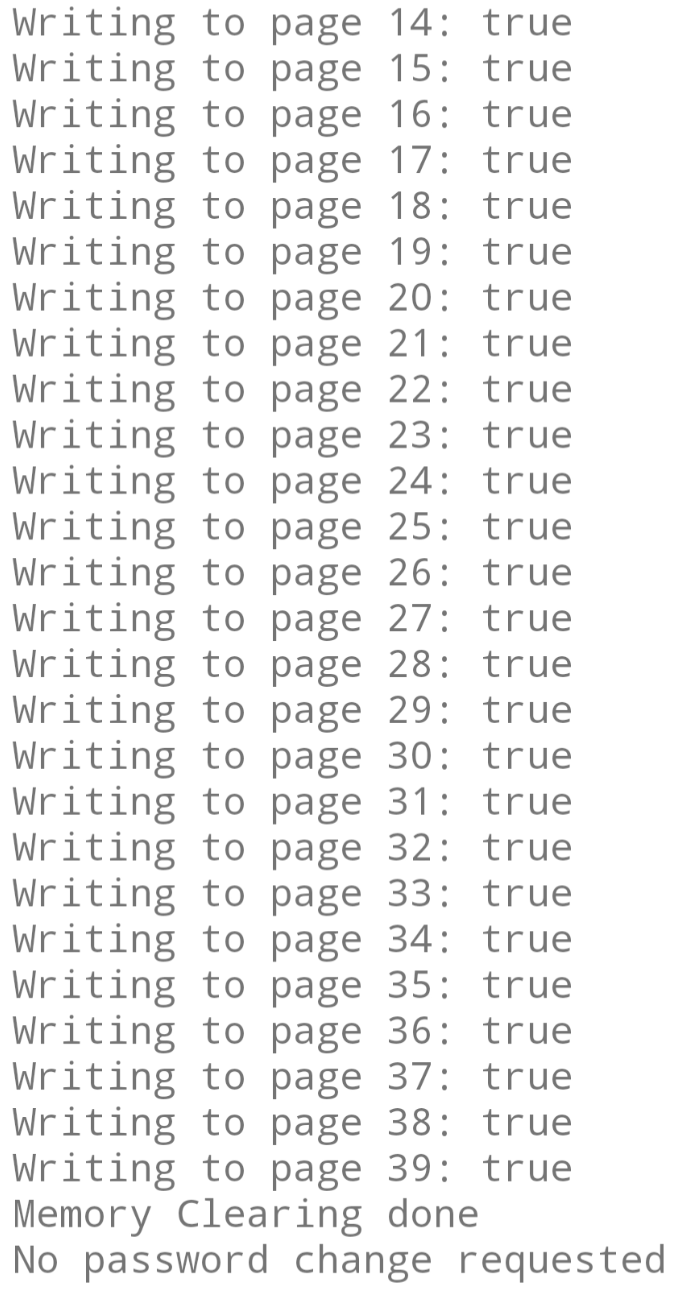 Writing to page 14: true
Writing to page 15: true
Writing to page 16: true
Writing to page 17: true
Writing to page 18: true
Writing to page 19: true
Writing to page 20: true
Writing to page 21: true
Writing to page 22: true
Writing to page 23: true
Writing to page 24: true
Writing to page 25: true
Writing to page 26: true
Writing to page 27: true
Writing to page 28: true
Writing to page 29: true
Writing to page 30: true
Writing to page 31: true
Writing to page 32: true
Writing to page 33: true
Writing to page 34: true
Writing to page 35: true
Writing to page 36: true
Writing to page 37: true
Writing to page 38: true
Writing to page 39: true
Memory Clearing done
No password change requested